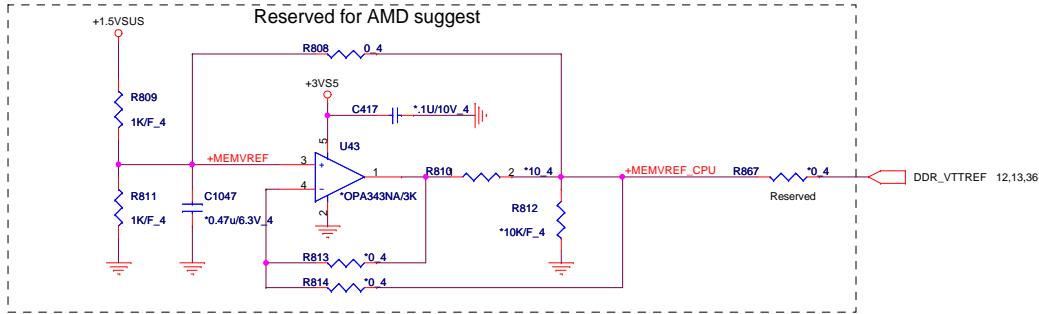 Reserved for AMD suggest
+1.5VSUS
R808 0_4
+3VS5
R809
1K/F_4
C417 *.1U/10V_4
5
U43
+MEMVREF
3
+
1
R810
1
2
*10_4
+MEMVREF_CPU
R867
*0_4
DDR_VTTREF 12,13,36
4
-
R811
1K/F_4
C1047
*0.47u/6.3V_4
2
*OPA343NA/3K
R812
*10K/F_4
Reserved
R813 *0_4
R814 *0_4